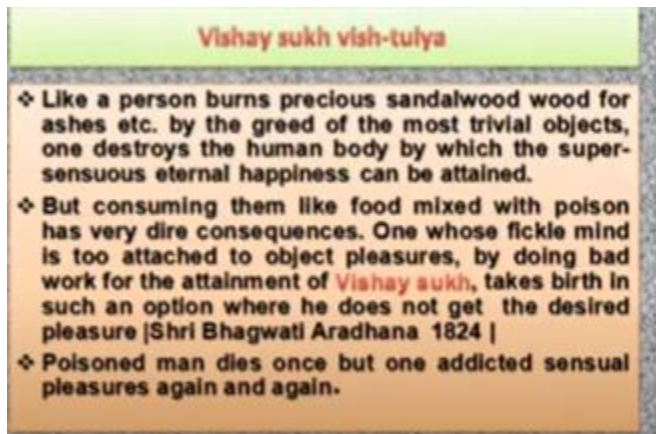 Vishay sukh vish-tulya
❖ Like a person burns precious sandalwood wood for
ashes etc. by the greed of the most trivial objects,
one destroys the human body by which the super-
sensuous eternal happiness can be attained.
❖ But consuming them like food mixed with poison
has very dire consequences. One whose fickle mind
is too attached to object pleasures, by doing bad
work for the attainment of Vishay sukh, takes birth in
such an option where he does not get the desired
pleasure |Shri Bhagwati Aradhana 1824 |
❖ Poisoned man dies once but one addicted sensual
pleasures again and again.